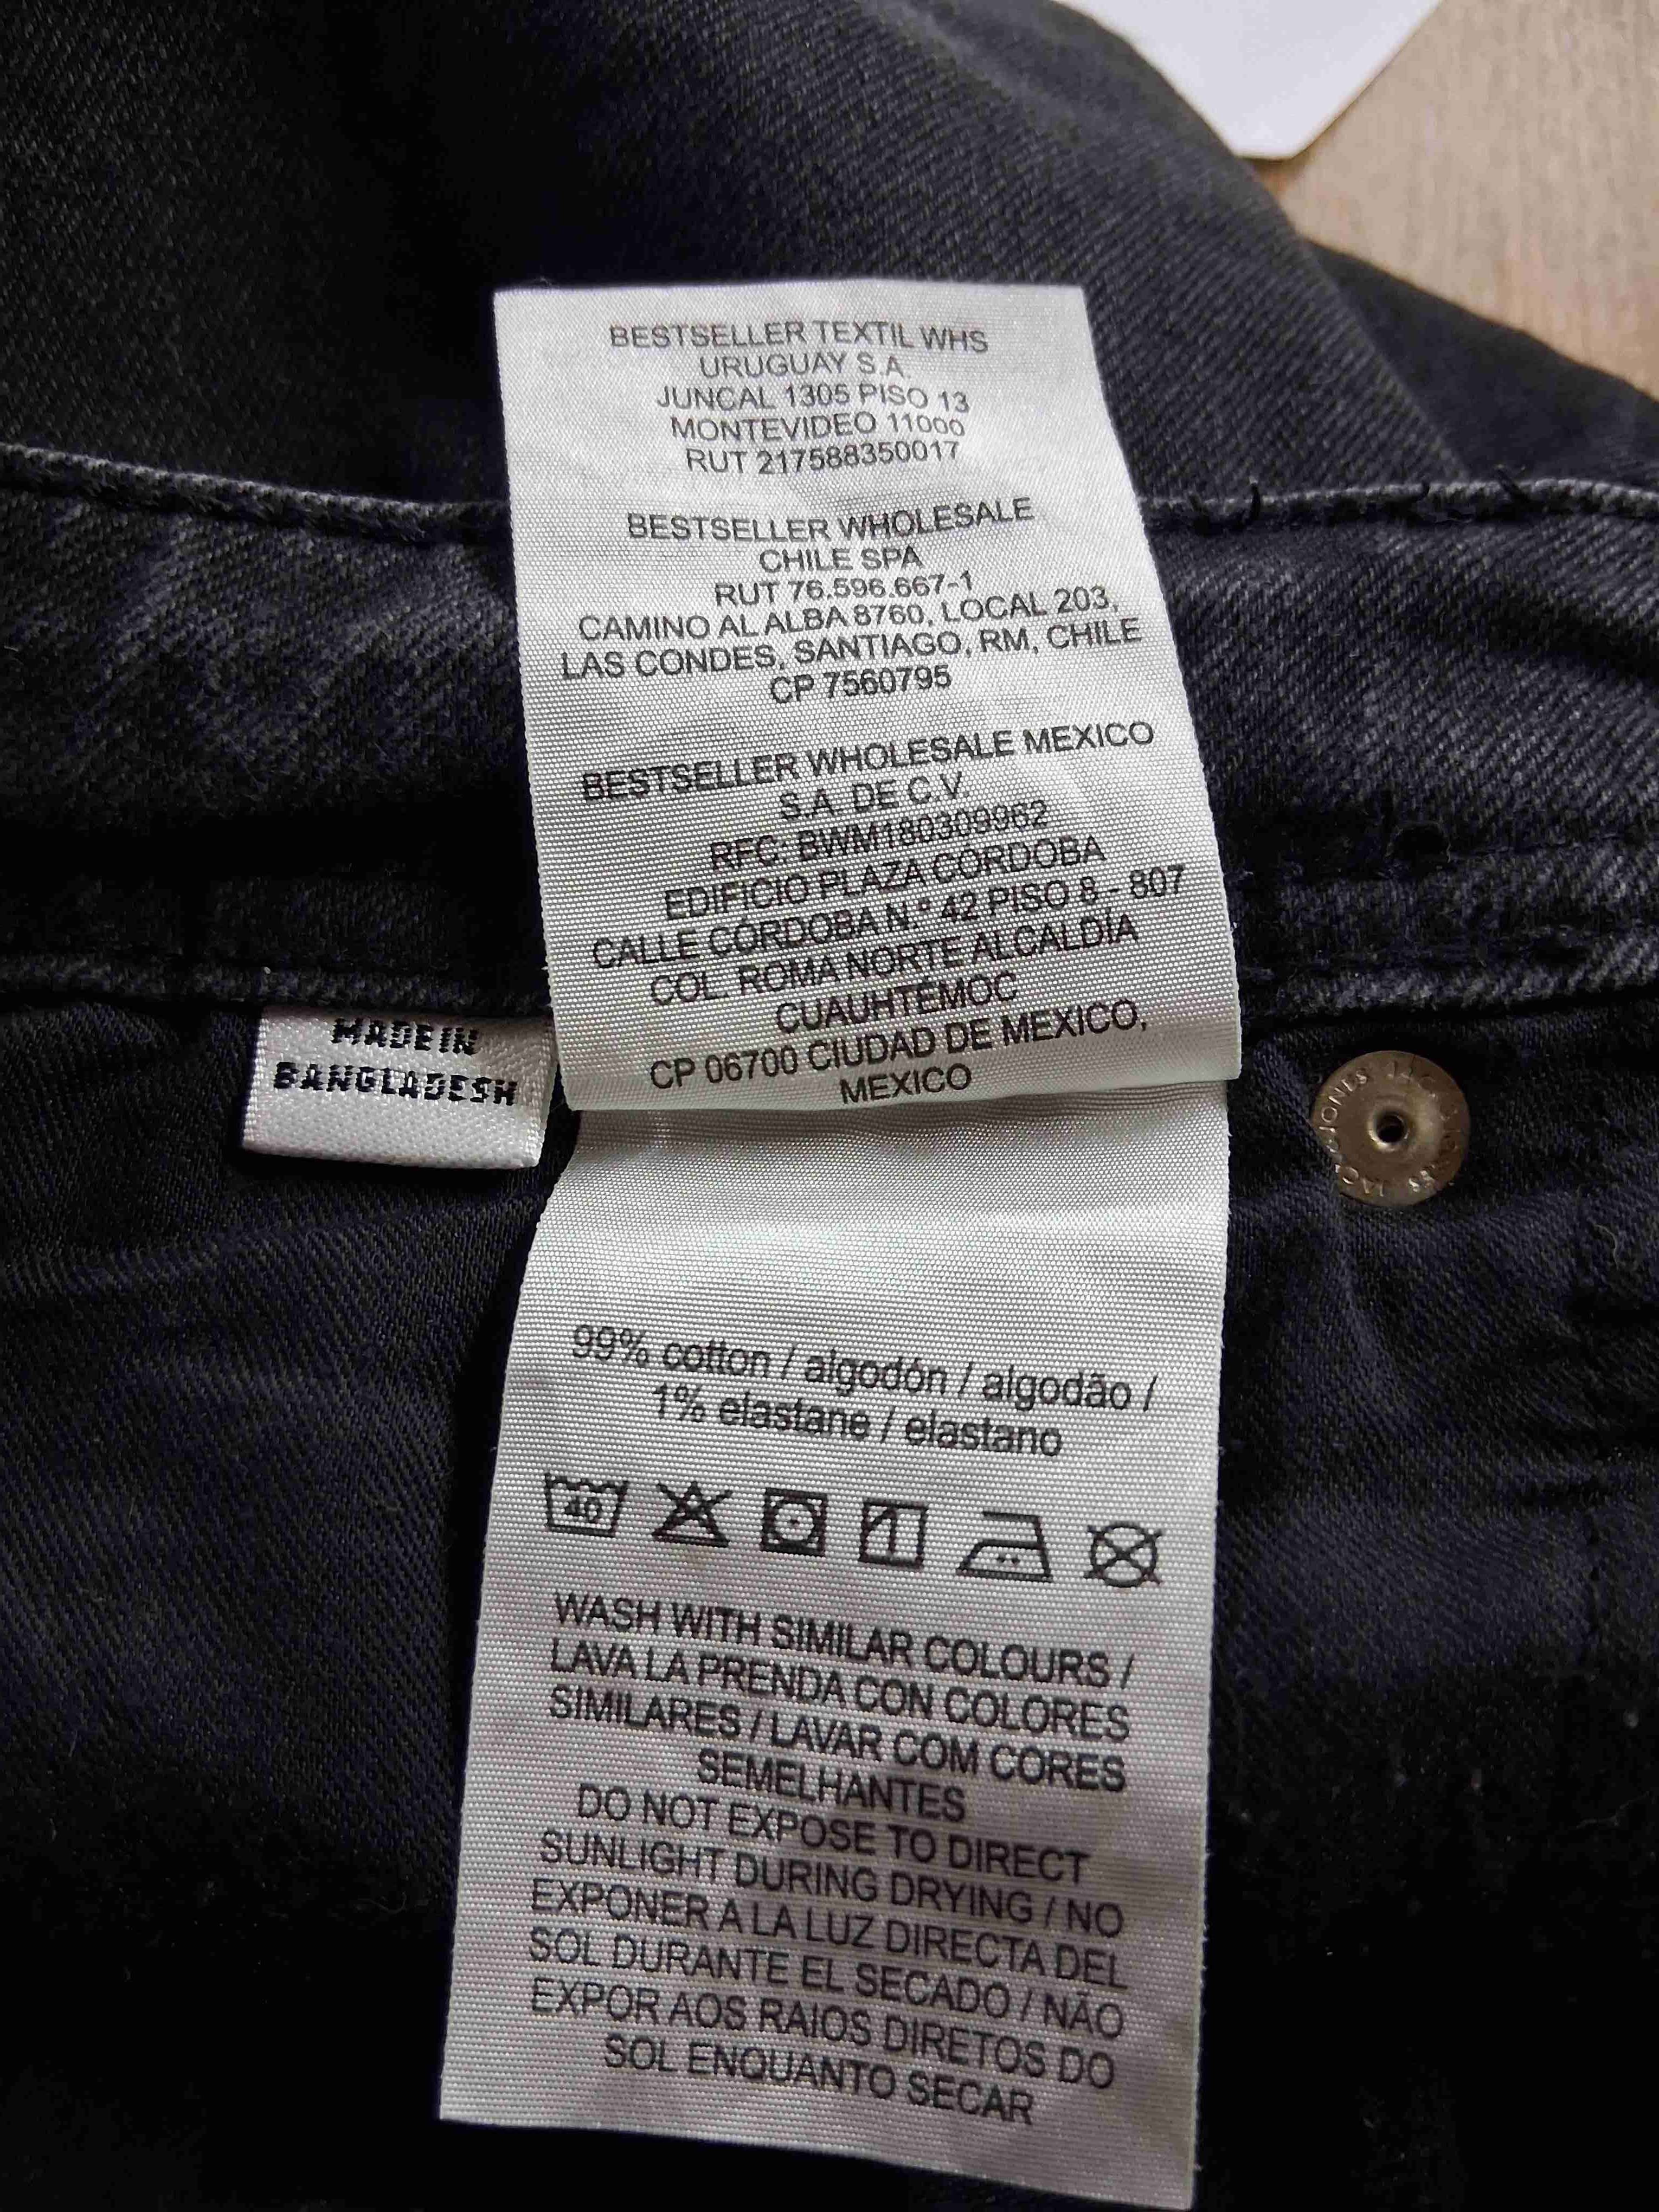 BESTSELLER TEXTIL WHS
URUGUAY S.A.
JUNCAL 1305 PISO 13
MONTEVIDEO 11000
RUT 217588350017
BESTSELLER WHOLESALE
CHILE SPA
RUT 76.596.667-1
CAMINO AL ALBA 8760, LOCAL 203,
LAS CONDES, SANTIAGO, RM, CHILE
CP 7560795
BESTSELLER WHOLESALE MEXICO
S.A. DE C.V.
RFC: BWM180309962
EDIFICIO PLAZA CORDOBA
CALLE CÓRDOBA N.º 42 PISO 8 - 807
COL. ROMA NORTE ALCALDÍA
CUAUHTÉMOC
CP 06700 CIUDAD DE MEXICO,
MEXICO
MADE IN
BANGLADESH
JACK & JONES JACK & JONES
99% cotton / algodón / algodão /
1% elastane / elastano
40
WASH WITH SIMILAR COLOURS /
LAVA LA PRENDA CON COLORES
SIMILARES / LAVAR COM CORES
SEMELHANTES
DO NOT EXPOSE TO DIRECT
SUNLIGHT DURING DRYING / NO
EXPONER A LA LUZ DIRECTA DEL
SOL DURANTE EL SECADO / NÃO
EXPOR AOS RAIOS DIRETOS DO
SOL ENQUANTO SECAR